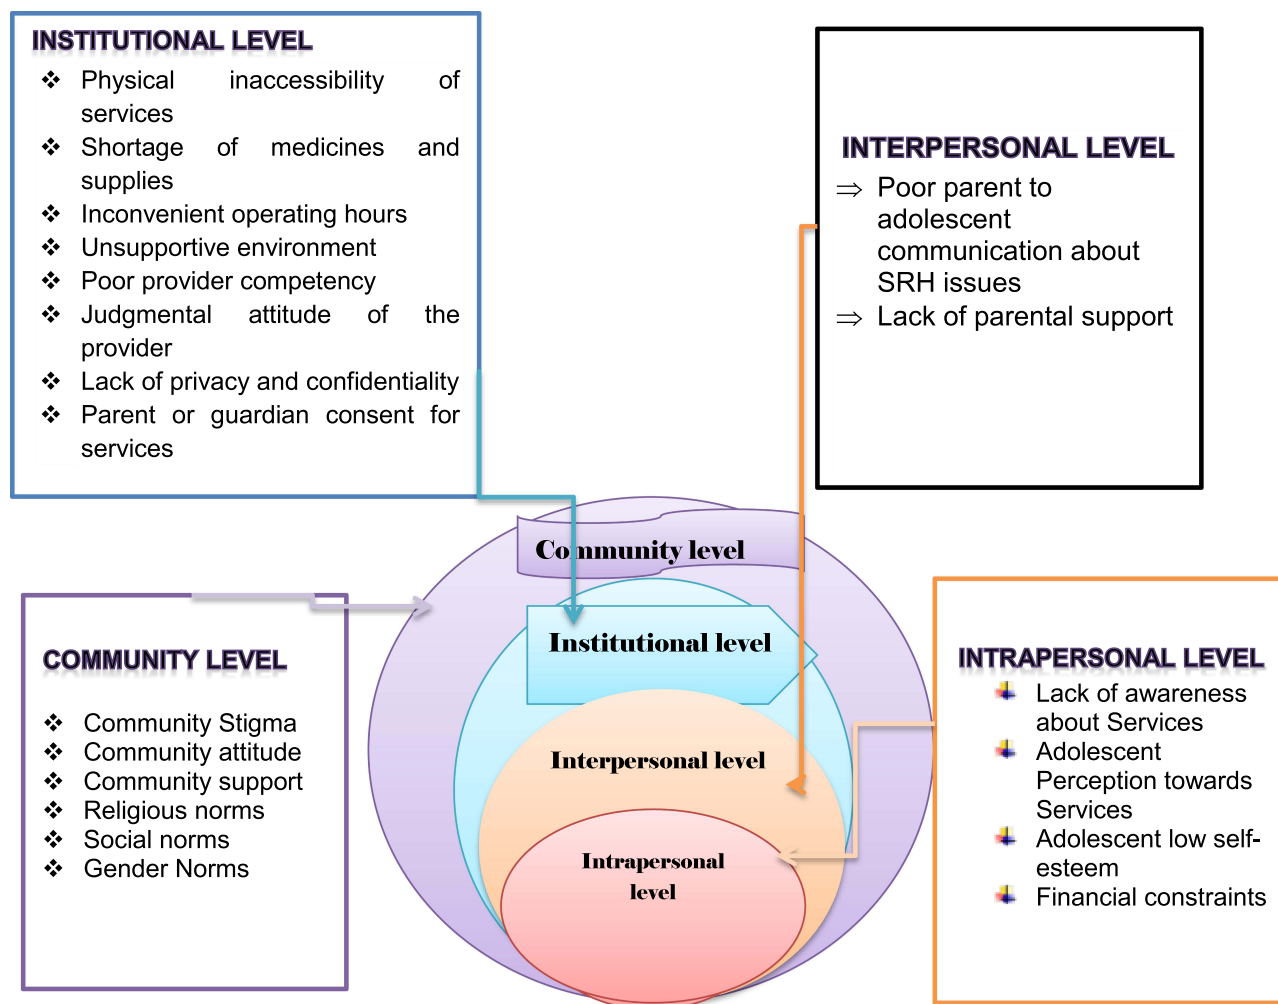 INSTITUTIONAL LEVEL
❖ Physical inaccessibility of
services
❖ Shortage of medicines and
supplies
❖ Inconvenient operating hours
❖ Unsupportive environment
❖ Poor provider competency
❖ Judgmental attitude of the
provider
❖ Lack of privacy and confidentiality
❖ Parent or guardian consent for
services
INTERPERSONAL LEVEL
⇒ Poor parent to
adolescent
communication about
SRH issues
⇒ Lack of parental support
Community level
Institutional level
Interpersonal level
Intrapersonal
level
COMMUNITY LEVEL
❖ Community Stigma
❖ Community attitude
❖ Community support
❖ Religious norms
❖ Social norms
❖ Gender Norms
INTRAPERSONAL LEVEL
Lack of awareness
about Services
Adolescent
Perception towards
Services
Adolescent low self-
esteem
Financial constraints